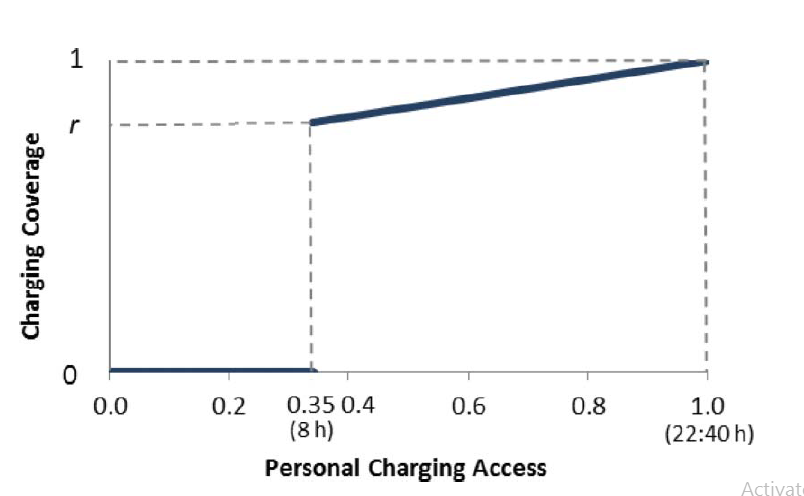 1
r
Charging Coverage
0
0.0 0.2 0.35 0.4 0.6 0.8 1.0
(8 h) (22:40 h)
Personal Charging Access
Activat